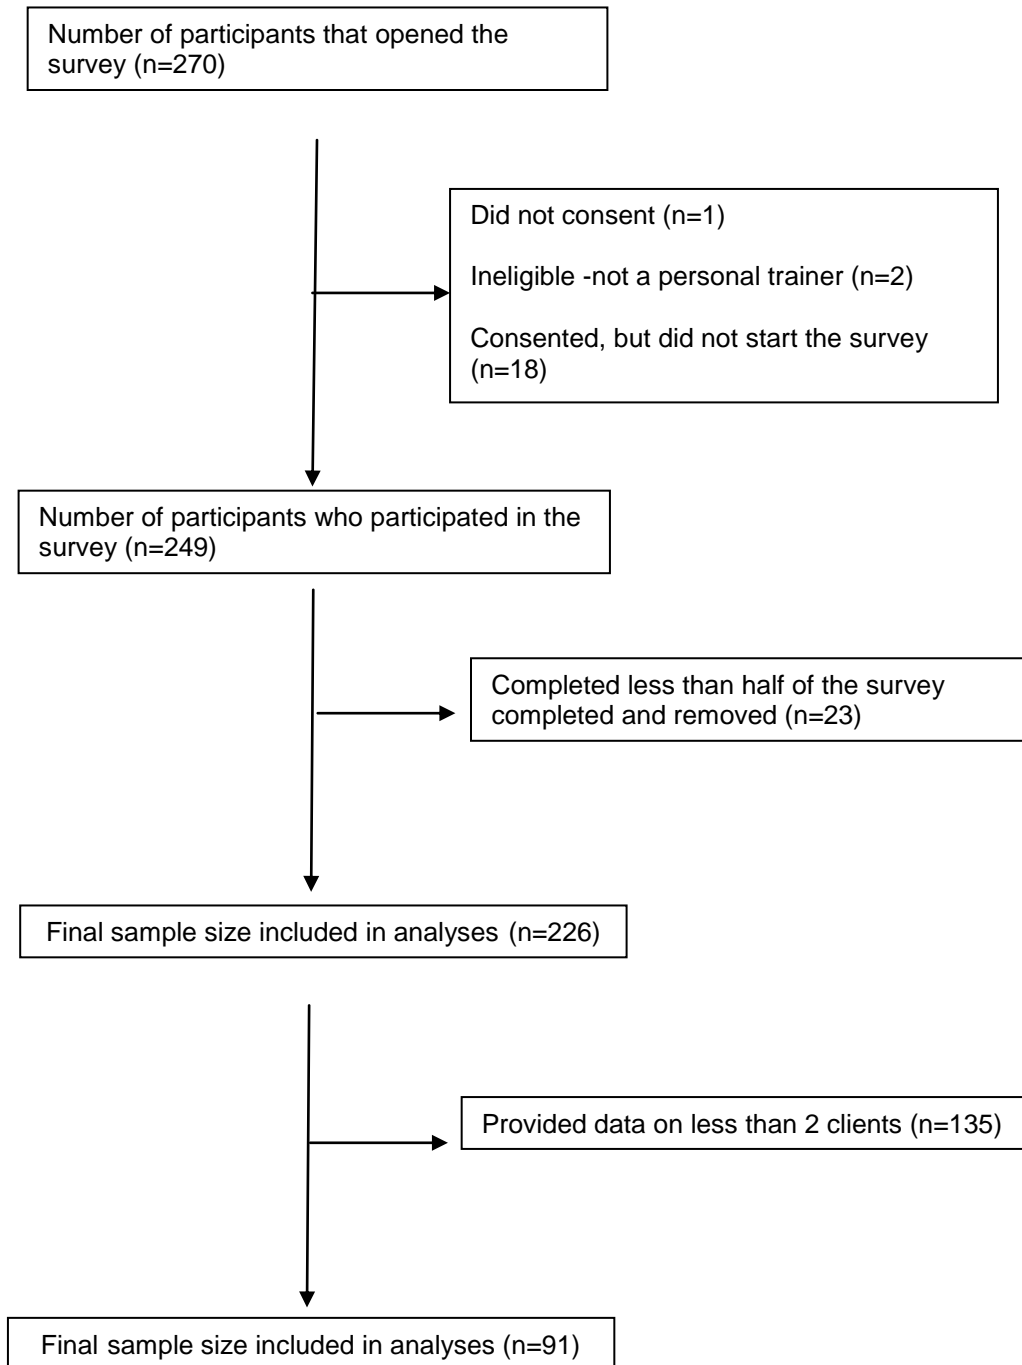 Number of participants that opened the
survey (n=270)
Did not consent (n=1)
Ineligible -not a personal trainer (n=2)
Consented, but did not start the survey
(n=18)
Number of participants who participated in the
survey (n=249)
Completed less than half of the survey
completed and removed (n=23)
Final sample size included in analyses (n=226)
Provided data on less than 2 clients (n=135)
Final sample size included in analyses (n=91)